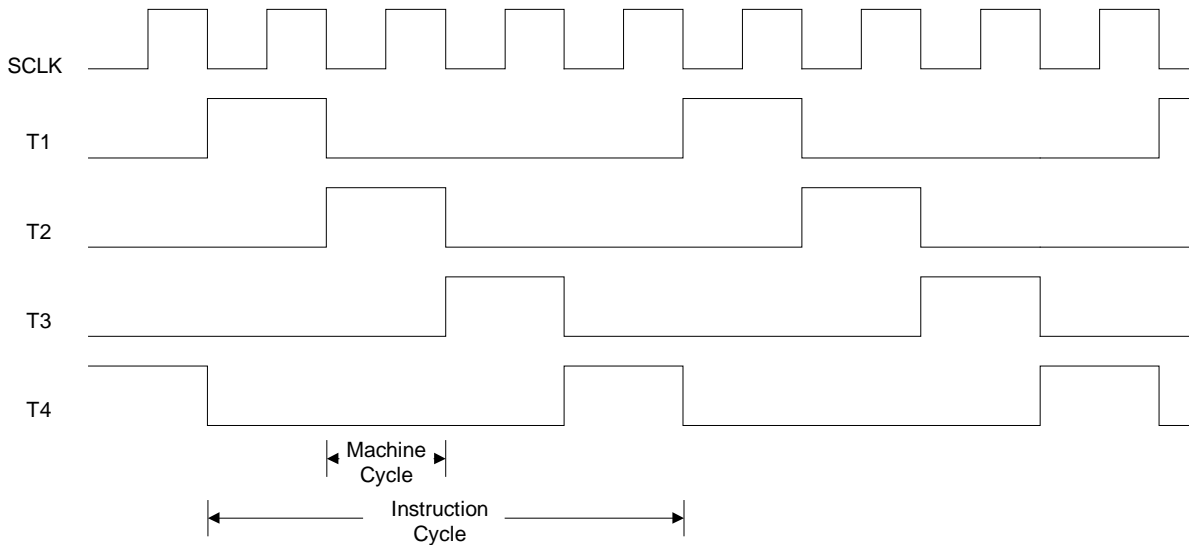 SCLK
T1
T2
T3
T4
Machine
Cycle
Instruction
Cycle